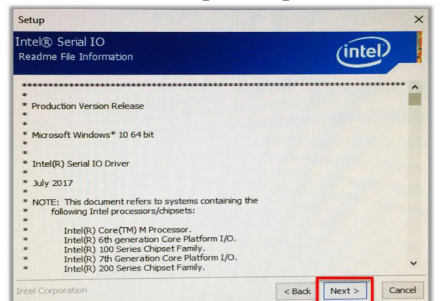 Setup
Intel® Serial IO
Readme File Information
intel
********************************************************************************
*
* Production Version Release
*
*
* Microsoft Windows* 10 64 bit
*
*
* Intel(R) Serial IO Driver
*
* July 2017
*
* NOTE: This document refers to systems containing the
* following Intel processors/chipsets:
*
* Intel(R) Core(TM) M Processor.
* Intel(R) 6th generation Core Platform I/O.
* Intel(R) 100 Series Chipset Family.
* Intel(R) 7th Generation Core Platform I/O.
* Intel(R) 200 Series Chipset Family.
Intel Corporation
< Back
Next >
Cancel